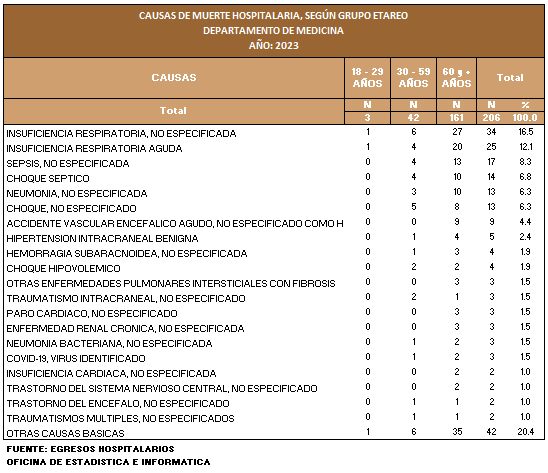 CAUSAS DE MUERTE HOSPITALARIA, SEGÚN GRUPO ETAREO
DEPARTAMENTO DE MEDICINA
AÑO: 2023
CAUSAS 18 - 29 AÑOS 30 - 59 AÑOS 60 y + AÑOS Total
N N N N %
Total 3 42 161 206 100.0
INSUFICIENCIA RESPIRATORIA, NO ESPECIFICADA 1 6 27 34 16.5
INSUFICIENCIA RESPIRATORIA AGUDA 1 4 20 25 12.1
SEPSIS, NO ESPECIFICADA 0 4 13 17 8.3
CHOQUE SEPTICO 0 4 10 14 6.8
NEUMONIA, NO ESPECIFICADA 0 3 10 13 6.3
CHOQUE, NO ESPECIFICADO 0 5 8 13 6.3
ACCIDENTE VASCULAR ENCEFALICO AGUDO, NO ESPECIFICADO COMO H 0 0 9 9 4.4
HIPERTENSION INTRACRANEAL BENIGNA 0 1 4 5 2.4
HEMORRAGIA SUBARACNOIDEA, NO ESPECIFICADA 0 1 3 4 1.9
CHOQUE HIPOVOLEMICO 0 2 2 4 1.9
OTRAS ENFERMEDADES PULMONARES INTERSTICIALES CON FIBROSIS 0 0 3 3 1.5
TRAUMATISMO INTRACRANEAL, NO ESPECIFICADO 0 2 1 3 1.5
PARO CARDIACO, NO ESPECIFICADO 0 0 3 3 1.5
ENFERMEDAD RENAL CRONICA, NO ESPECIFICADA 0 0 3 3 1.5
NEUMONIA BACTERIANA, NO ESPECIFICADA 0 1 2 3 1.5
COVID-19, VIRUS IDENTIFICADO 0 1 2 3 1.5
INSUFICIENCIA CARDIACA, NO ESPECIFICADA 0 0 2 2 1.0
TRASTORNO DEL SISTEMA NERVIOSO CENTRAL, NO ESPECIFICADO 0 0 2 2 1.0
TRASTORNO DEL ENCEFALO, NO ESPECIFICADO 0 1 1 2 1.0
TRAUMATISMOS MULTIPLES, NO ESPECIFICADOS 0 1 1 2 1.0
OTRAS CAUSAS BASICAS 1 6 35 42 20.4
FUENTE: EGRESOS HOSPITALARIOS
OFICINA DE ESTADISTICA E INFORMATICA